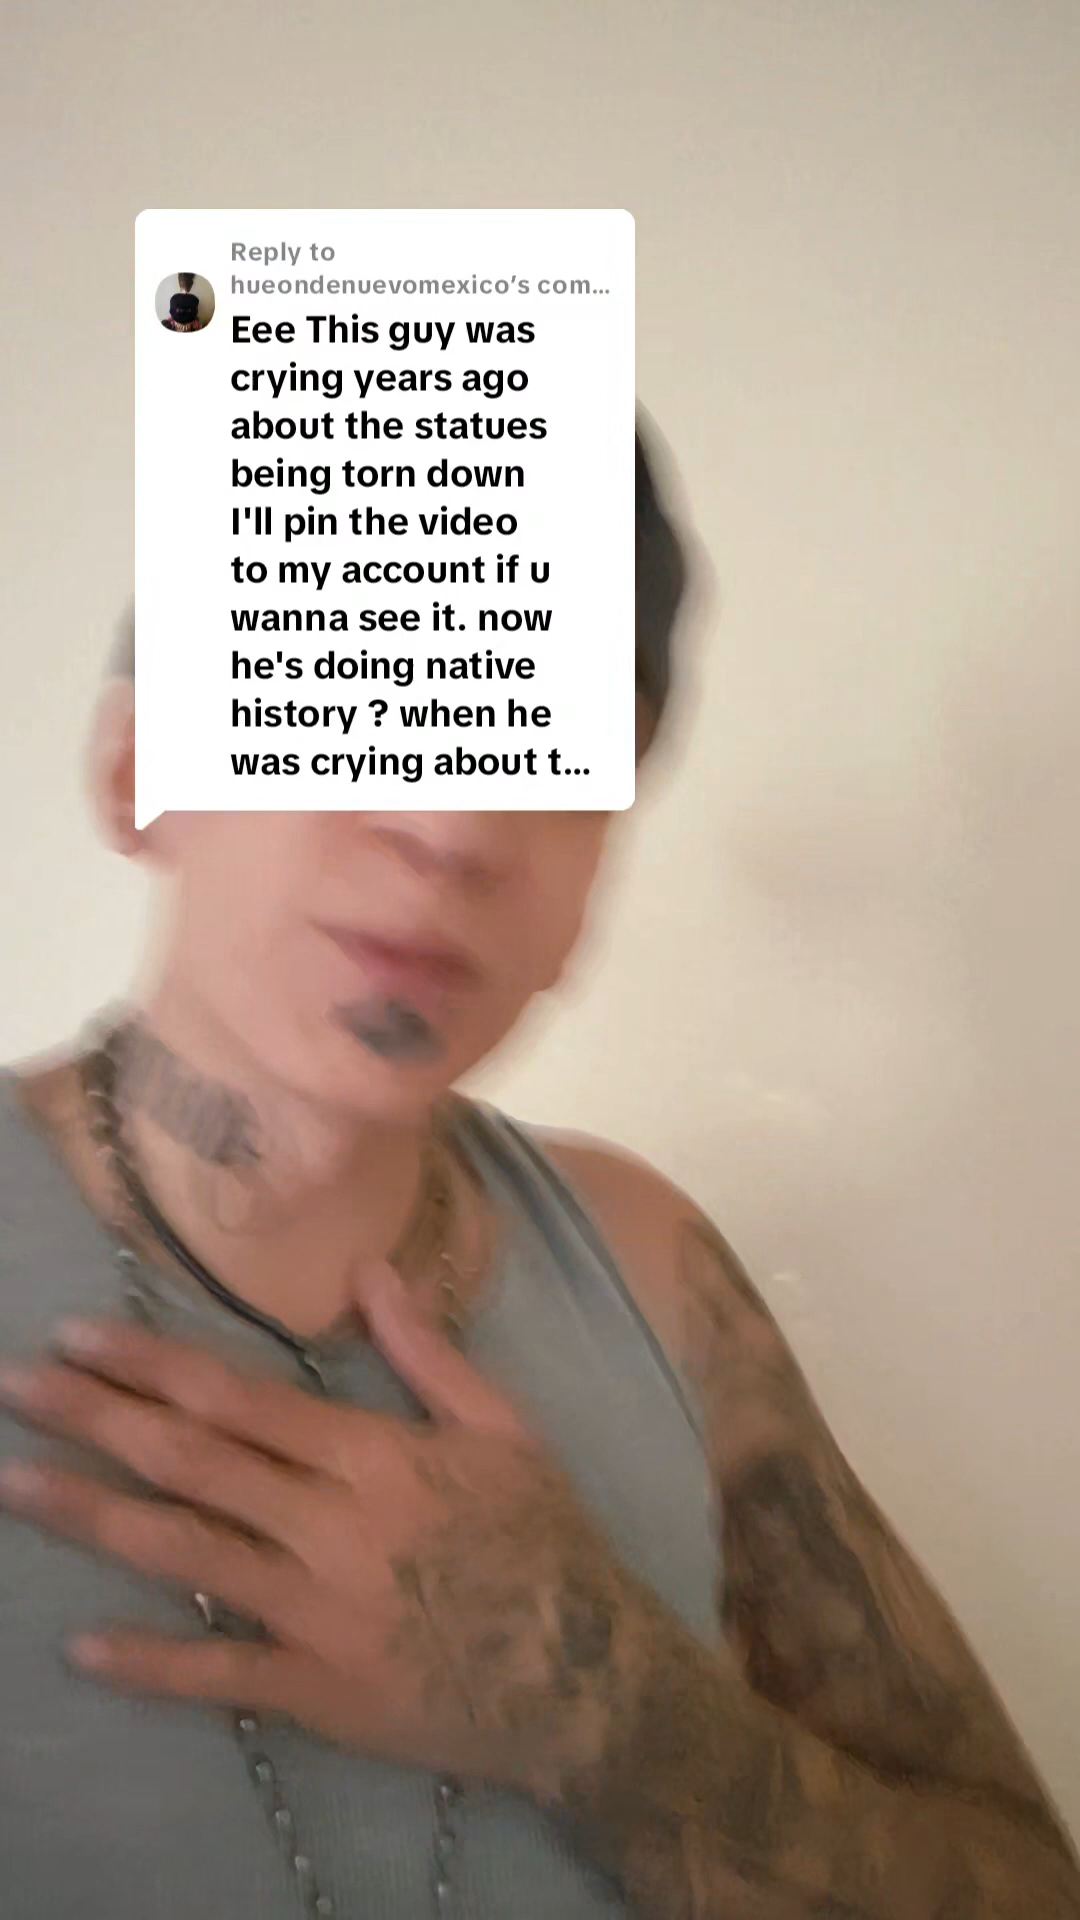 Reply to
hueondenuevomexico’s com...
Eee This guy was
crying years ago
about the statues
being torn down
I'll pin the video
to my account if u
wanna see it. now
he's doing native
history ? when he
was crying about t...